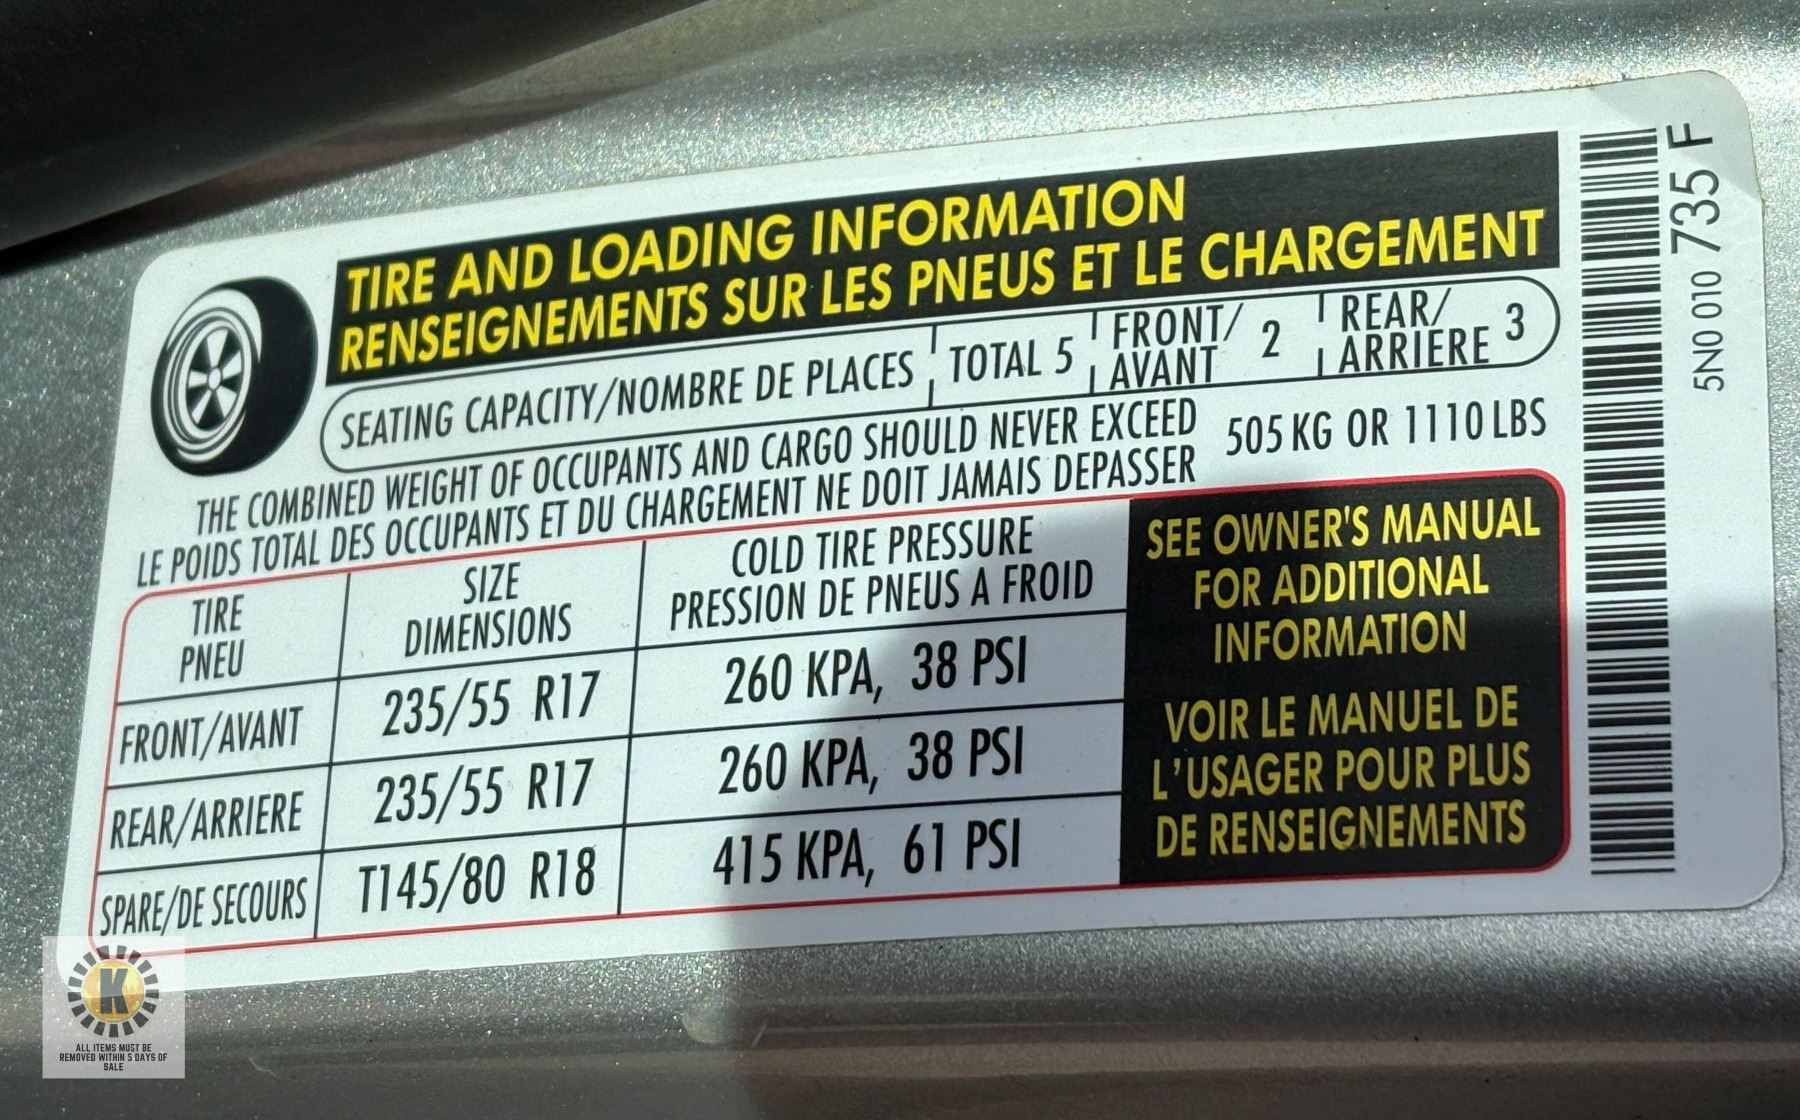 TIRE AND LOADING INFORMATION
RENSEIGNEMENTS SUR LES PNEUS ET LE CHARGEMENT
SEATING CAPACITY/NOMBRE DE PLACES TOTAL 5 FRONT/AVANT 2 REAR/ARRIERE 3
THE COMBINED WEIGHT OF OCCUPANTS AND CARGO SHOULD NEVER EXCEED
LE POIDS TOTAL DES OCCUPANTS ET DU CHARGEMENT NE DOIT JAMAIS DEPASSER
505 KG OR 1110 LBS
TIRE
PNEU
SIZE
DIMENSIONS
COLD TIRE PRESSURE
PRESSION DE PNEUS A FROID
FRONT/AVANT 235/55 R17 260 KPA, 38 PSI
REAR/ARRIERE 235/55 R17 260 KPA, 38 PSI
SPARE/DE SECOURS T145/80 R18 415 KPA, 61 PSI
SEE OWNER'S MANUAL
FOR ADDITIONAL
INFORMATION
VOIR LE MANUEL DE
L'USAGER POUR PLUS
DE RENSEIGNEMENTS
5N0 010 735 F
K
ALL ITEMS MUST BE
REMOVED WITHIN 5 DAYS OF
SALE